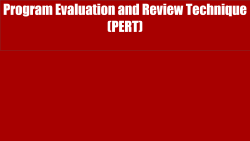 Program Evaluation and Review Technique
(PERT)